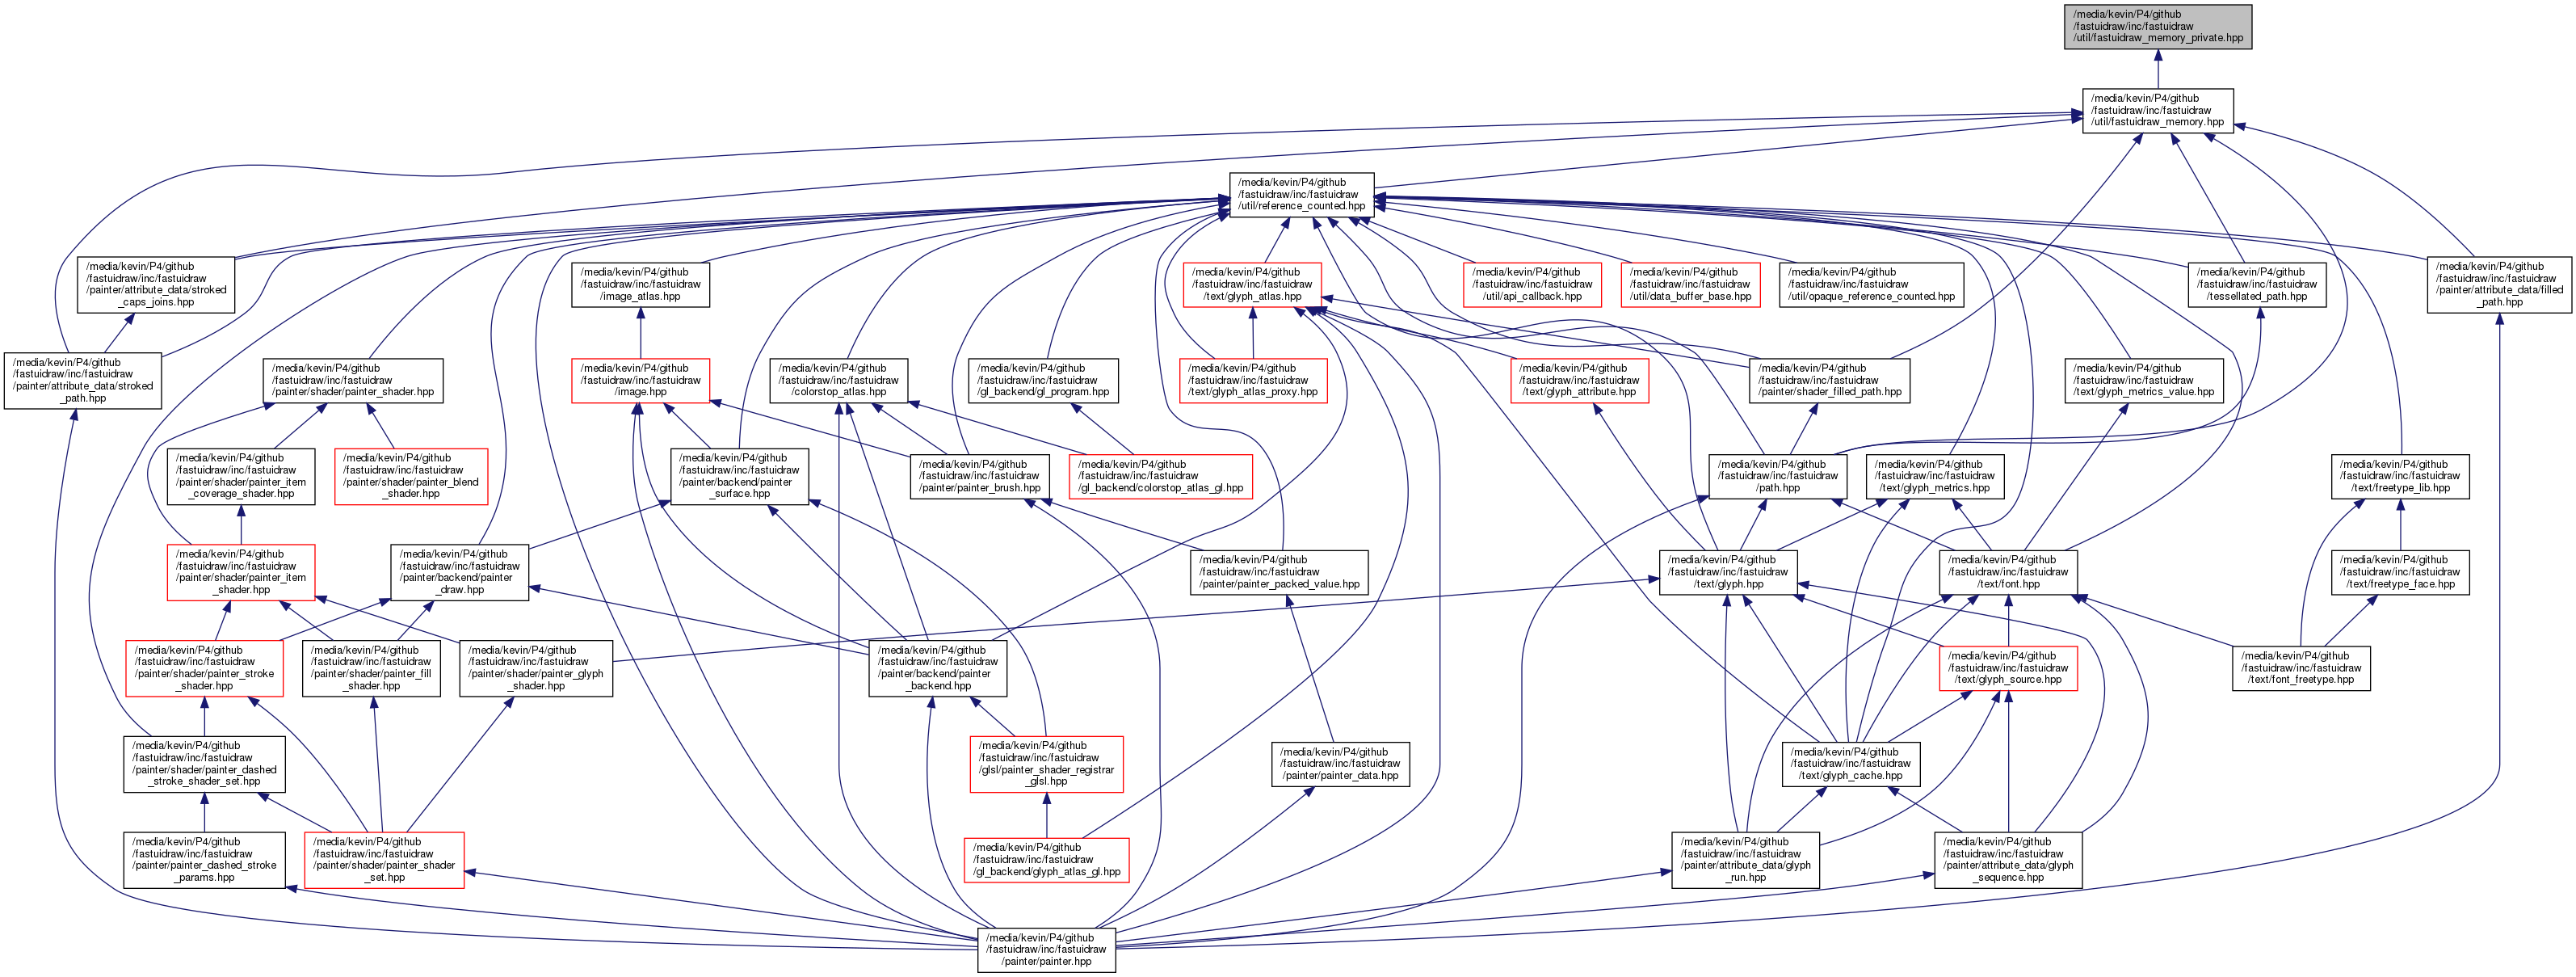 /media/kevin/P4/github
/fastuidraw/inc/fastuidraw
/util/fastuidraw_memory_private.hpp
/media/kevin/P4/github
/fastuidraw/inc/fastuidraw
/util/fastuidraw_memory.hpp
/media/kevin/P4/github
/fastuidraw/inc/fastuidraw
/util/reference_counted.hpp
/media/kevin/P4/github
/fastuidraw/inc/fastuidraw
/painter/attribute_data/stroked
_caps_joins.hpp
/media/kevin/P4/github
/fastuidraw/inc/fastuidraw
/image_atlas.hpp
/media/kevin/P4/github
/fastuidraw/inc/fastuidraw
/text/glyph_atlas.hpp
/media/kevin/P4/github
/fastuidraw/inc/fastuidraw
/util/api_callback.hpp
/media/kevin/P4/github
/fastuidraw/inc/fastuidraw
/util/data_buffer_base.hpp
/media/kevin/P4/github
/fastuidraw/inc/fastuidraw
/util/opaque_reference_counted.hpp
/media/kevin/P4/github
/fastuidraw/inc/fastuidraw
/tessellated_path.hpp
/media/kevin/P4/github
/fastuidraw/inc/fastuidraw
/painter/attribute_data/filled
_path.hpp
/media/kevin/P4/github
/fastuidraw/inc/fastuidraw
/painter/attribute_data/stroked
_path.hpp
/media/kevin/P4/github
/fastuidraw/inc/fastuidraw
/painter/shader/painter_shader.hpp
/media/kevin/P4/github
/fastuidraw/inc/fastuidraw
/image.hpp
/media/kevin/P4/github
/fastuidraw/inc/fastuidraw
/colorstop_atlas.hpp
/media/kevin/P4/github
/fastuidraw/inc/fastuidraw
/gl_backend/gl_program.hpp
/media/kevin/P4/github
/fastuidraw/inc/fastuidraw
/text/glyph_atlas_proxy.hpp
/media/kevin/P4/github
/fastuidraw/inc/fastuidraw
/text/glyph_attribute.hpp
/media/kevin/P4/github
/fastuidraw/inc/fastuidraw
/painter/shader_filled_path.hpp
/media/kevin/P4/github
/fastuidraw/inc/fastuidraw
/text/glyph_metrics_value.hpp
/media/kevin/P4/github
/fastuidraw/inc/fastuidraw
/painter/shader/painter_item
_coverage_shader.hpp
/media/kevin/P4/github
/fastuidraw/inc/fastuidraw
/painter/shader/painter_blend
_shader.hpp
/media/kevin/P4/github
/fastuidraw/inc/fastuidraw
/painter/backend/painter
_surface.hpp
/media/kevin/P4/github
/fastuidraw/inc/fastuidraw
/painter/painter_brush.hpp
/media/kevin/P4/github
/fastuidraw/inc/fastuidraw
/gl_backend/colorstop_atlas_gl.hpp
/media/kevin/P4/github
/fastuidraw/inc/fastuidraw
/path.hpp
/media/kevin/P4/github
/fastuidraw/inc/fastuidraw
/text/glyph_metrics.hpp
/media/kevin/P4/github
/fastuidraw/inc/fastuidraw
/text/freetype_lib.hpp
/media/kevin/P4/github
/fastuidraw/inc/fastuidraw
/painter/shader/painter_item
_shader.hpp
/media/kevin/P4/github
/fastuidraw/inc/fastuidraw
/painter/backend/painter
_draw.hpp
/media/kevin/P4/github
/fastuidraw/inc/fastuidraw
/painter/painter_packed_value.hpp
/media/kevin/P4/github
/fastuidraw/inc/fastuidraw
/text/glyph.hpp
/media/kevin/P4/github
/fastuidraw/inc/fastuidraw
/text/font.hpp
/media/kevin/P4/github
/fastuidraw/inc/fastuidraw
/text/freetype_face.hpp
/media/kevin/P4/github
/fastuidraw/inc/fastuidraw
/painter/shader/painter_stroke
_shader.hpp
/media/kevin/P4/github
/fastuidraw/inc/fastuidraw
/painter/shader/painter_fill
_shader.hpp
/media/kevin/P4/github
/fastuidraw/inc/fastuidraw
/painter/shader/painter_glyph
_shader.hpp
/media/kevin/P4/github
/fastuidraw/inc/fastuidraw
/painter/backend/painter
_backend.hpp
/media/kevin/P4/github
/fastuidraw/inc/fastuidraw
/text/glyph_source.hpp
/media/kevin/P4/github
/fastuidraw/inc/fastuidraw
/text/font_freetype.hpp
/media/kevin/P4/github
/fastuidraw/inc/fastuidraw
/painter/shader/painter_dashed
_stroke_shader_set.hpp
/media/kevin/P4/github
/fastuidraw/inc/fastuidraw
/glsl/painter_shader_registrar
_glsl.hpp
/media/kevin/P4/github
/fastuidraw/inc/fastuidraw
/painter/painter_data.hpp
/media/kevin/P4/github
/fastuidraw/inc/fastuidraw
/text/glyph_cache.hpp
/media/kevin/P4/github
/fastuidraw/inc/fastuidraw
/painter/painter_dashed_stroke
_params.hpp
/media/kevin/P4/github
/fastuidraw/inc/fastuidraw
/painter/shader/painter_shader
_set.hpp
/media/kevin/P4/github
/fastuidraw/inc/fastuidraw
/gl_backend/glyph_atlas_gl.hpp
/media/kevin/P4/github
/fastuidraw/inc/fastuidraw
/painter/attribute_data/glyph
_run.hpp
/media/kevin/P4/github
/fastuidraw/inc/fastuidraw
/painter/attribute_data/glyph
_sequence.hpp
/media/kevin/P4/github
/fastuidraw/inc/fastuidraw
/painter/painter.hpp